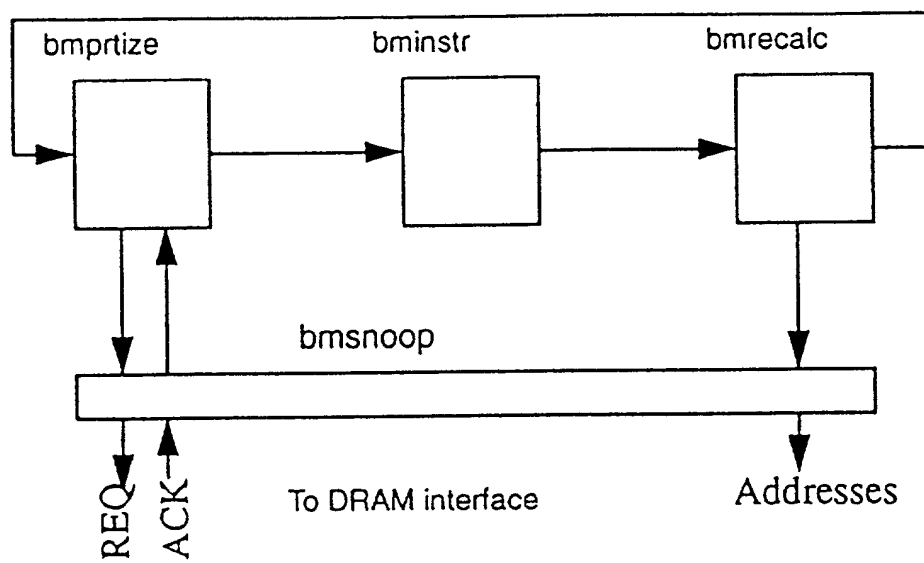 bmprtize
bminstr
bmrecalc
bmsnoop
REQ
ACK
To DRAM interface
Addresses